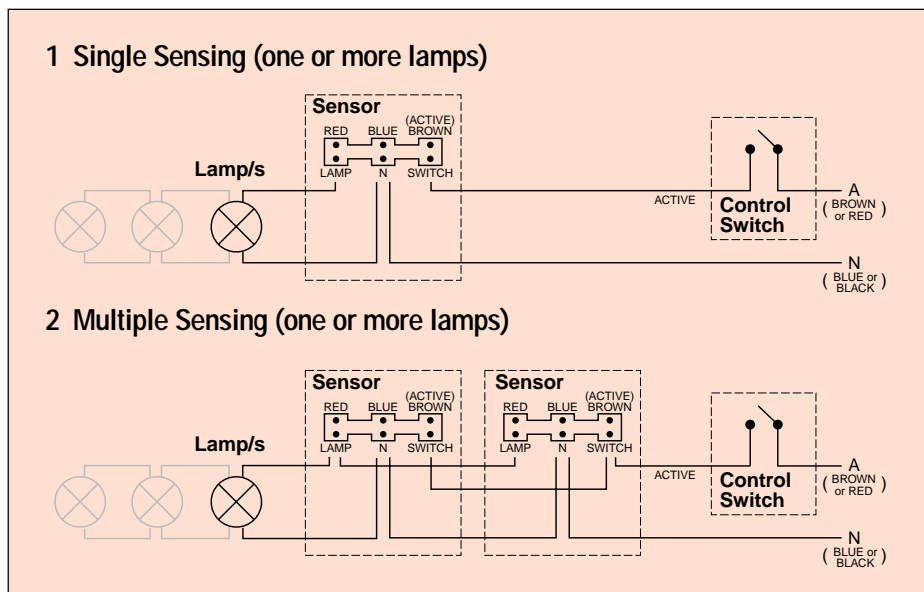 1 Single Sensing (one or more lamps)
Sensor
RED BLUE (ACTIVE) BROWN
LAMP N SWITCH
Lamp/s
ACTIVE
Control
Switch
A
( BROWN or RED )
N
( BLUE or BLACK )
2 Multiple Sensing (one or more lamps)
Sensor
RED BLUE (ACTIVE) BROWN
LAMP N SWITCH
Sensor
RED BLUE (ACTIVE) BROWN
LAMP N SWITCH
Lamp/s
ACTIVE
Control
Switch
A
( BROWN or RED )
N
( BLUE or BLACK )